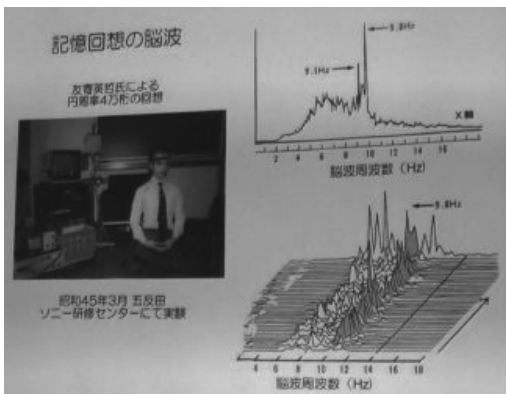 記憶回想の脳波
友寄英哲氏による
円周率4万桁の回想
昭和45年3月 五反田
ソニー研修センターにて実験
9.8Hz
9.1Hz
2 4 6 8 10 12 14 16
脳波周波数 (Hz)
9.8Hz
4 6 8 10 12 14 16 18
脳波周波数 (Hz)